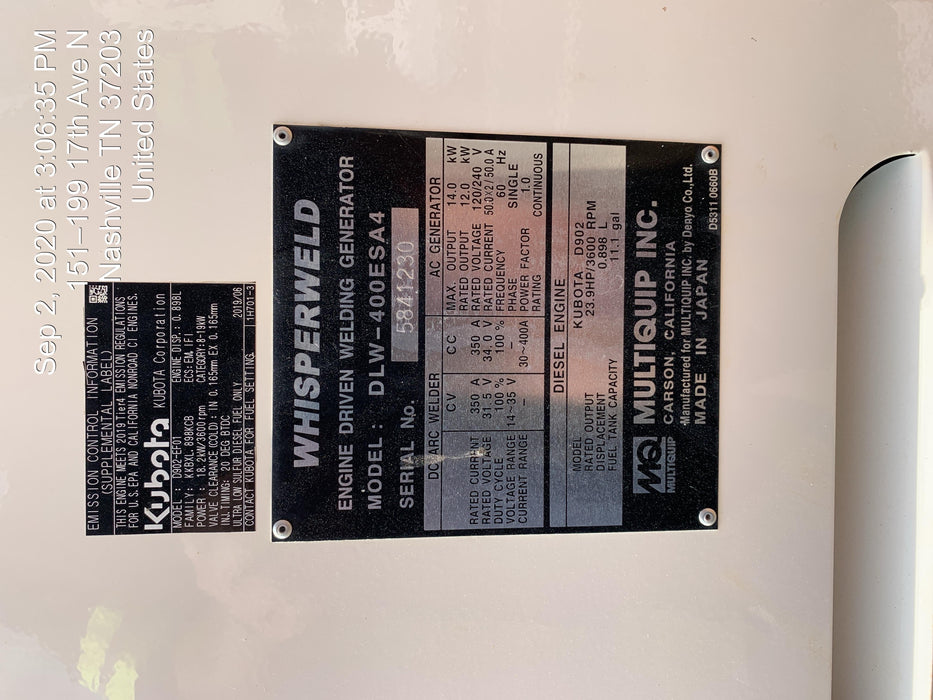 Sep 2, 2020 at 3:06:35 PM
151–199 17th Ave N
Nashville TN 37203
United States
EMISSION CONTROL INFORMATION
(SUPPLEMENTAL LABEL)
THIS ENGINE MEETS 2019 Tier4 EMISSION REGULATIONS
FOR U.S. EPA AND CALIFORNIA NONROAD CI ENGINES.
Kubota KUBOTA Corporation
MODEL : D902-EF01 ENGINE DISP.: 0.898L
FAMILY: KKBXL.898KCB ECS:EM, IFI
POWER : 18.2kW/3600rpm CATEGORY:8-19kW
VALVE CLEARANCE(COLD): IN 0.165mm EX 0.165mm
INJ. TIMING: 20 DEG BTDC
ULTRA LOW SULFUR DIESEL FUEL ONLY 2019/06
CONTACT KUBOTA FOR FUEL SETTING. 1H701-3
WHISPERWELD
ENGINE DRIVEN WELDING GENERATOR
MODEL : DLW-400ESA4
SERIAL No. 5841230
DC ARC WELDER
CV CC
RATED CURRENT 350 A 350 A
RATED VOLTAGE 31.5 V 34.0 V
DUTY CYCLE 100 % 100 %
VOLTAGE RANGE 14~35 V –
CURRENT RANGE – 30~400A
AC GENERATOR
MAX. OUTPUT 14.0 kW
RATED OUTPUT 12.0 kW
RATED VOLTAGE 120/240 V
RATED CURRENT 50.0×2/50.0 A
FREQUENCY 60 Hz
PHASE SINGLE
POWER FACTOR 1.0
RATING CONTINUOUS
DIESEL ENGINE
MODEL KUBOTA D902
RATED OUTPUT 23.9HP/3600 RPM
DISPLACEMENT 0.898 L
FUEL TANK CAPACITY 11.1 gal
MQ MULTIQUIP INC.
MULTIQUIP CARSON, CALIFORNIA
Manufactured for MULTIQUIP INC. by Denyo Co.,Ltd.
MADE IN JAPAN D5311 0660B